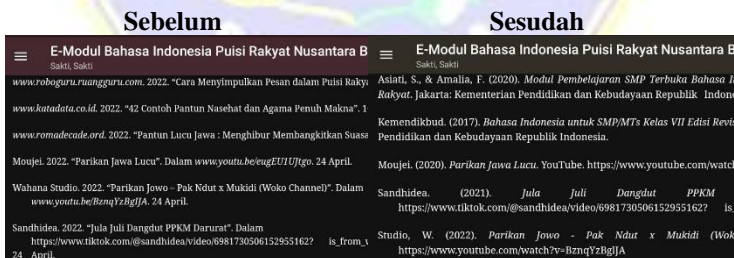 Sebelum
E-Modul Bahasa Indonesia Puisi Rakyat Nusantara B
Sakti, Sakti
www.roboguru.ruangguru.com. 2022. "Cara Menyimpulkan Pesan dalam Puisi Rakya
www.katadata.co.id. 2022. "42 Contoh Pantun Nasehat dan Agama Penuh Makna". 1
www.romadecade.ord. 2022. "Pantun Lucu Jawa : Menghibur Membangkitkan Suasa
Moujei. 2022. "Parikan Jawa Lucu". Dalam www.youtu.be/eugEU1UJtgo. 24 April.
Wahana Studio. 2022. "Parikan Jowo – Pak Ndut x Mukidi (Woko Channel)". Dalam
www.youtu.be/BznqYzBgIJA. 24 April.
Sandhidea. 2022. "Jula Juli Dangdut PPKM Darurat". Dalam
https://www.tiktok.com/@sandhidea/video/6981730506152955162? is_from_v
24 April.
Sesudah
E-Modul Bahasa Indonesia Puisi Rakyat Nusantara B
Sakti, Sakti
Asiati, S., & Amalia, F. (2020). Modul Pembelajaran SMP Terbuka Bahasa I
Rakyat. Jakarta: Kementerian Pendidikan dan Kebudayaan Republik Indone
Kemendikbud. (2017). Bahasa Indonesia untuk SMP/MTs Kelas VII Edisi Revis
Pendidikan dan Kebudayaan Republik Indonesia.
Moujei. (2020). Parikan Jawa Lucu. YouTube. https://www.youtube.com/watch
Sandhidea. (2021). Jula Juli Dangdut PPKM
https://www.tiktok.com/@sandhidea/video/6981730506152955162? is_
Studio, W. (2022). Parikan Jowo - Pak Ndut x Mukidi (Wok
https://www.youtube.com/watch?v=BznqYzBgIJA